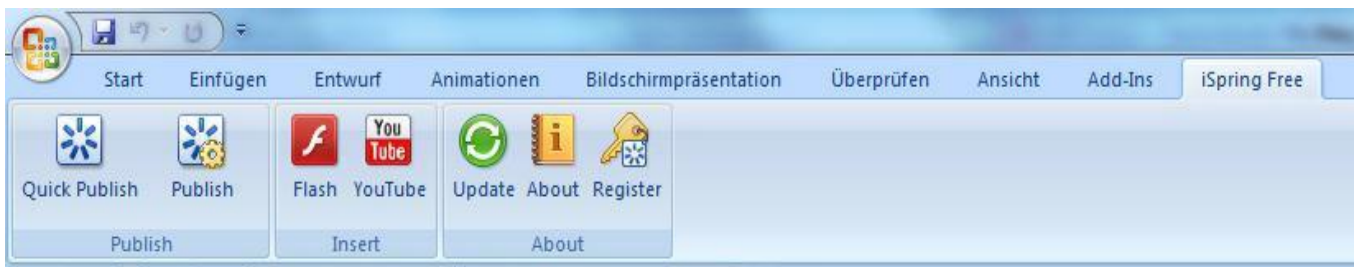 Start Einfügen Entwurf Animationen Bildschirmpräsentation Überprüfen Ansicht Add-Ins iSpring Free
You
Tube
Quick Publish Publish Flash YouTube Update About Register
Publish Insert About